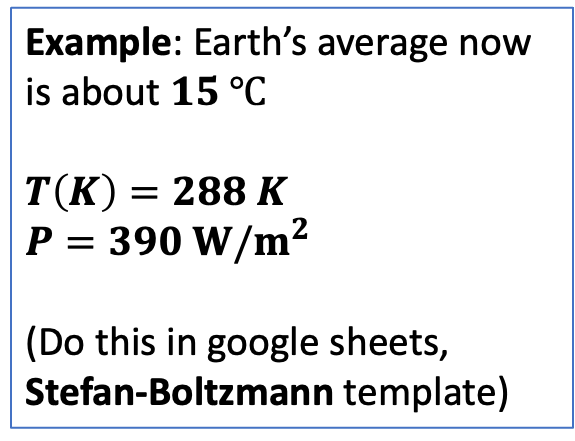 Example: Earth's average now
is about 15 °C
T(K) = 288 K
P = 390 W/m²
(Do this in google sheets,
Stefan-Boltzmann template)